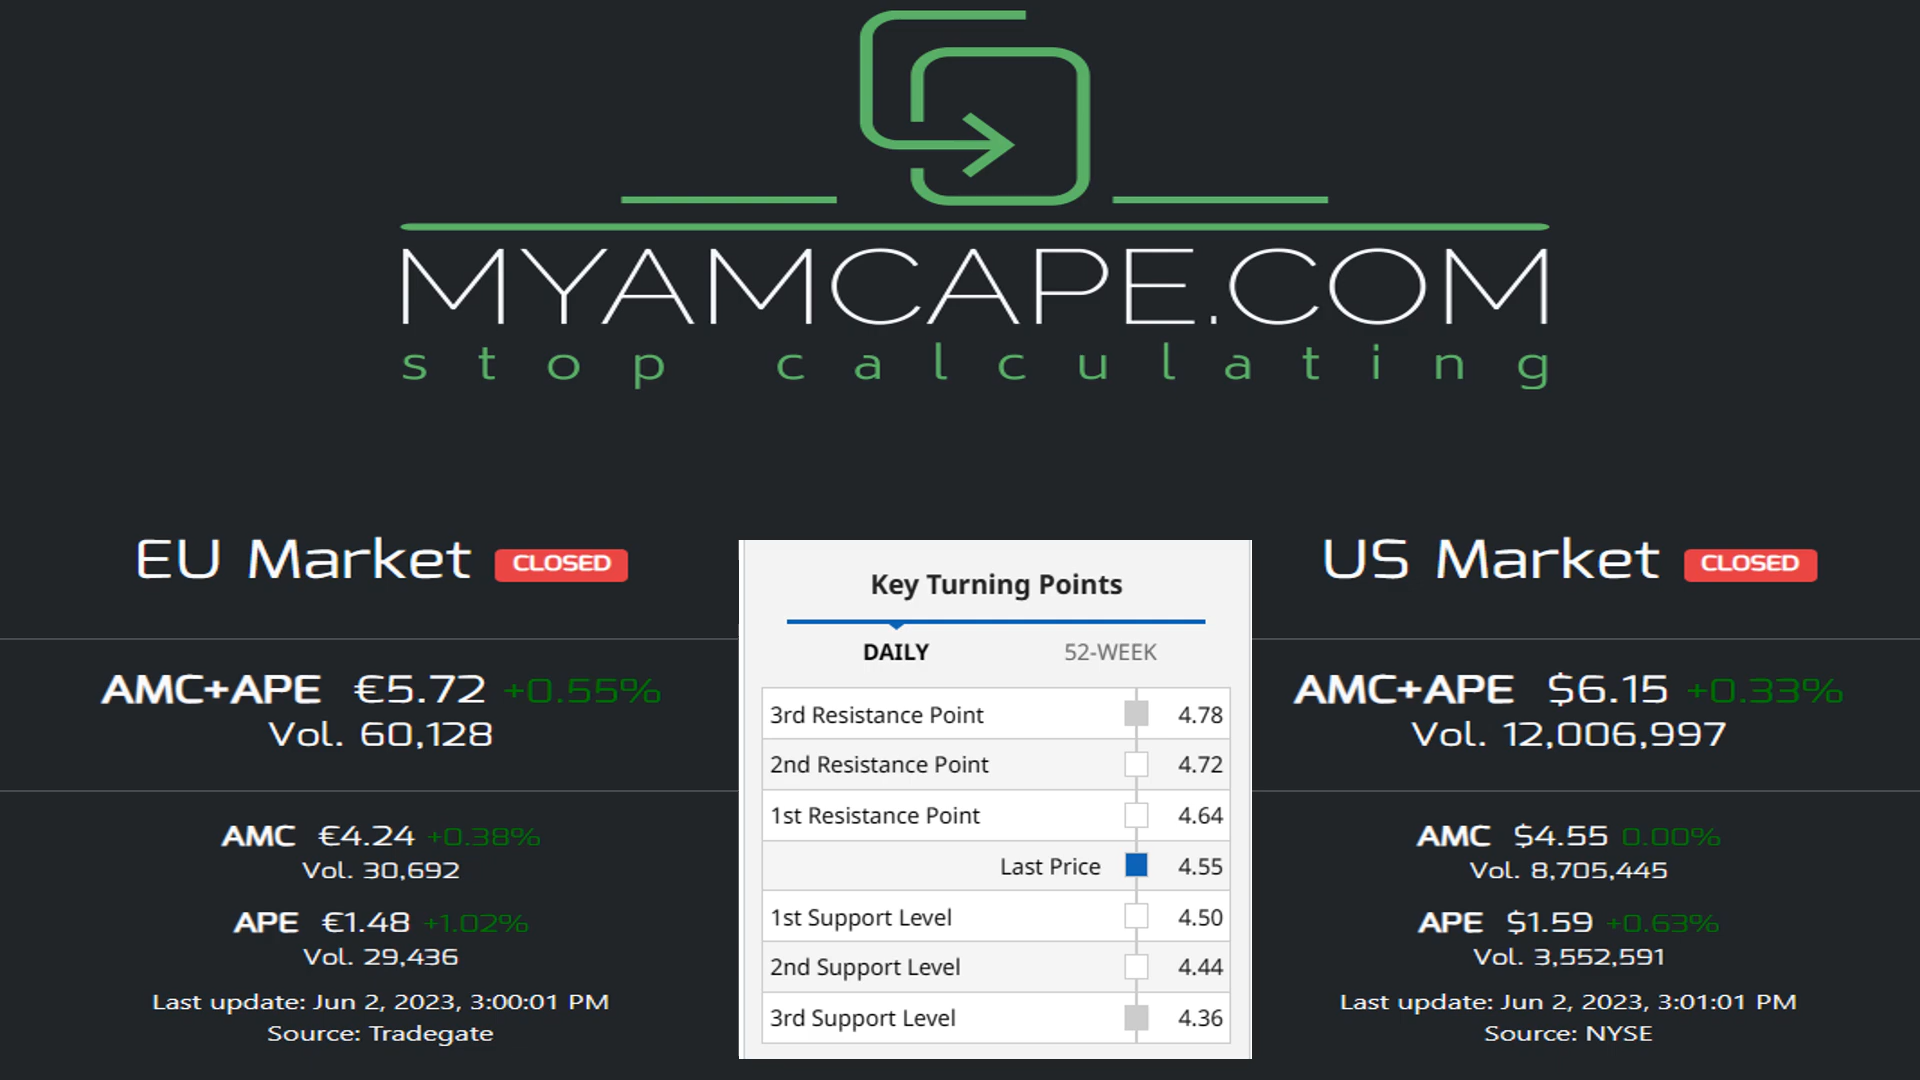 MYAMCAPE.COM
stop calculating
EU Market CLOSED
AMC+APE €5.72 +0.55%
Vol. 60,128
AMC €4.24 +0.38%
Vol. 30,692
APE €1.48 +1.02%
Vol. 29,436
Last update: Jun 2, 2023, 3:00:01 PM
Source: Tradegate
Key Turning Points
DAILY 52-WEEK
3rd Resistance Point 4.78
2nd Resistance Point 4.72
1st Resistance Point 4.64
Last Price 4.55
1st Support Level 4.50
2nd Support Level 4.44
3rd Support Level 4.36
US Market CLOSED
AMC+APE $6.15 +0.33%
Vol. 12,006,997
AMC $4.55 0.00%
Vol. 8,705,445
APE $1.59 +0.63%
Vol. 3,552,591
Last update: Jun 2, 2023, 3:01:01 PM
Source: NYSE